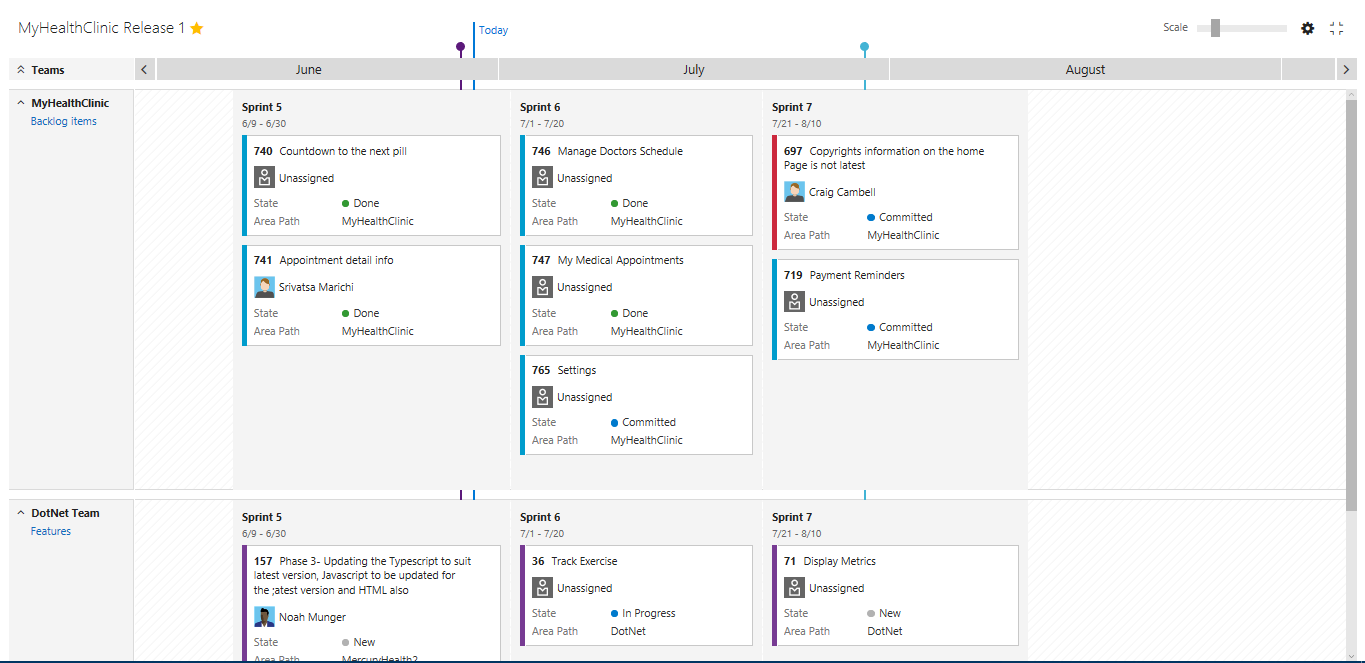 MyHealthClinic Release 1
Today
Scale
Teams
June
July
August
MyHealthClinic
Backlog items
Sprint 5
6/9 - 6/30
740 Countdown to the next pill
Unassigned
State Done
Area Path MyHealthClinic
741 Appointment detail info
Srivatsa Marichi
State Done
Area Path MyHealthClinic
Sprint 6
7/1 - 7/20
746 Manage Doctors Schedule
Unassigned
State Done
Area Path MyHealthClinic
747 My Medical Appointments
Unassigned
State Done
Area Path MyHealthClinic
765 Settings
Unassigned
State Committed
Area Path MyHealthClinic
Sprint 7
7/21 - 8/10
697 Copyrights information on the home
Page is not latest
Craig Cambell
State Committed
Area Path MyHealthClinic
719 Payment Reminders
Unassigned
State Committed
Area Path MyHealthClinic
DotNet Team
Features
Sprint 5
6/9 - 6/30
157 Phase 3- Updating the Typescript to suit
latest version, Javascript to be updated for
the ;atest version and HTML also
Noah Munger
State New
Area Path MercuryHealth2
Sprint 6
7/1 - 7/20
36 Track Exercise
Unassigned
State In Progress
Area Path DotNet
Sprint 7
7/21 - 8/10
71 Display Metrics
Unassigned
State New
Area Path DotNet